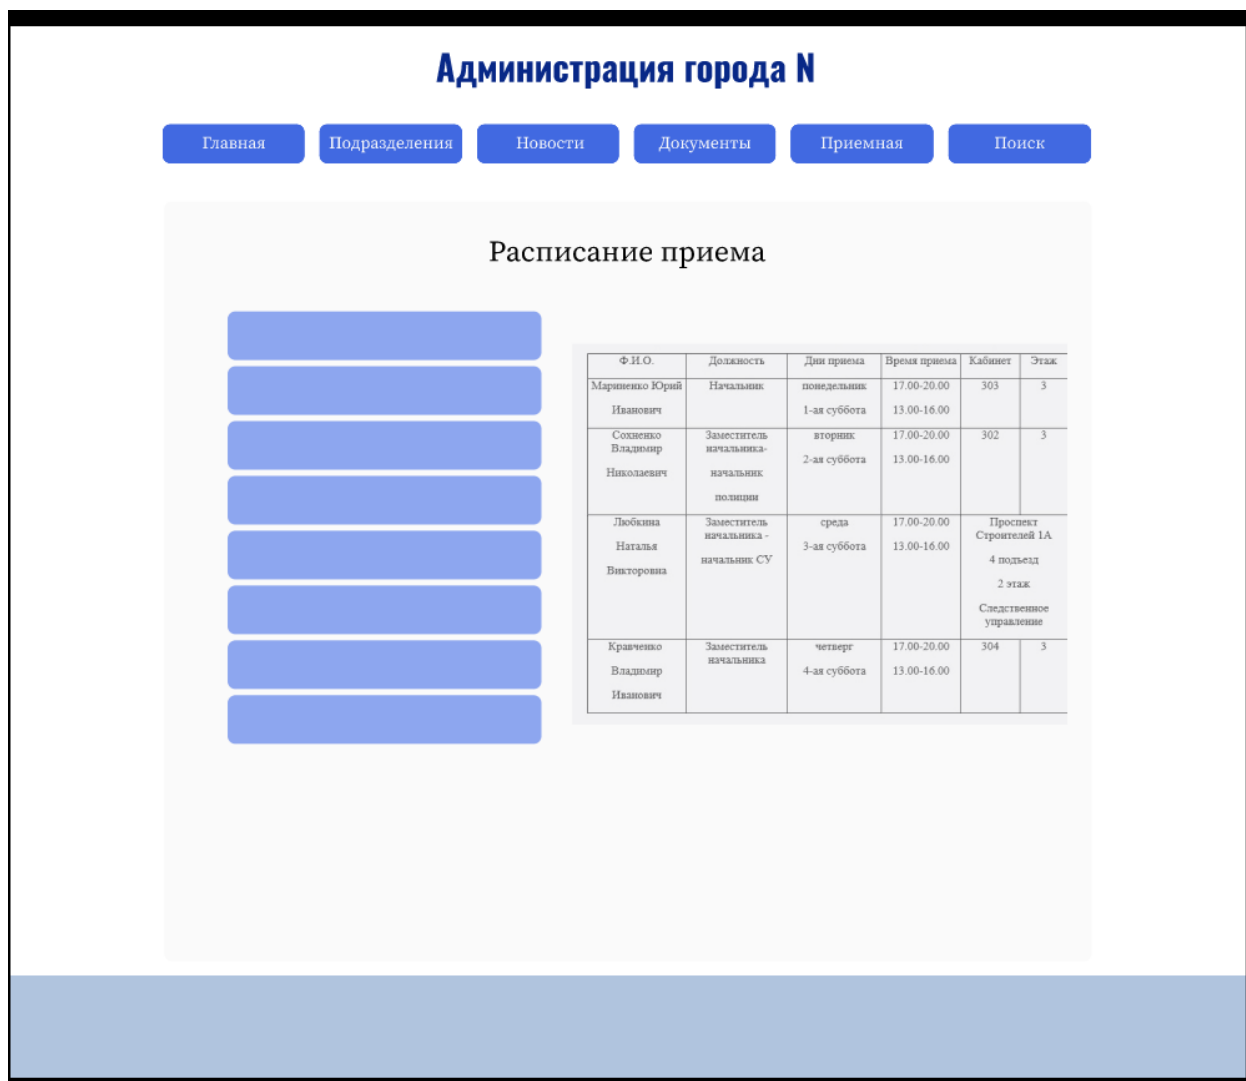 Администрация города N
Главная Подразделения Новости Документы Приемная Поиск
Расписание приема
Ф.И.О. Должность Дни приема Время приема Кабинет Этаж
Мариненко Юрий Начальник понедельник 17.00-20.00 303 3
Иванович 1-ая суббота 13.00-16.00
Сохненко Заместитель вторник 17.00-20.00 302 3
Владимир начальника-
2-ая суббота 13.00-16.00
Николаевич начальник
полиции
Любкина Заместитель среда 17.00-20.00 Проспект
начальника - Строителей 1А
Наталья 3-ая суббота 13.00-16.00
начальник СУ 4 подъезд
Викторовна
2 этаж
Следственное
управление
Кравченко Заместитель четверг 17.00-20.00 304 3
начальника
Владимир 4-ая суббота 13.00-16.00
Иванович